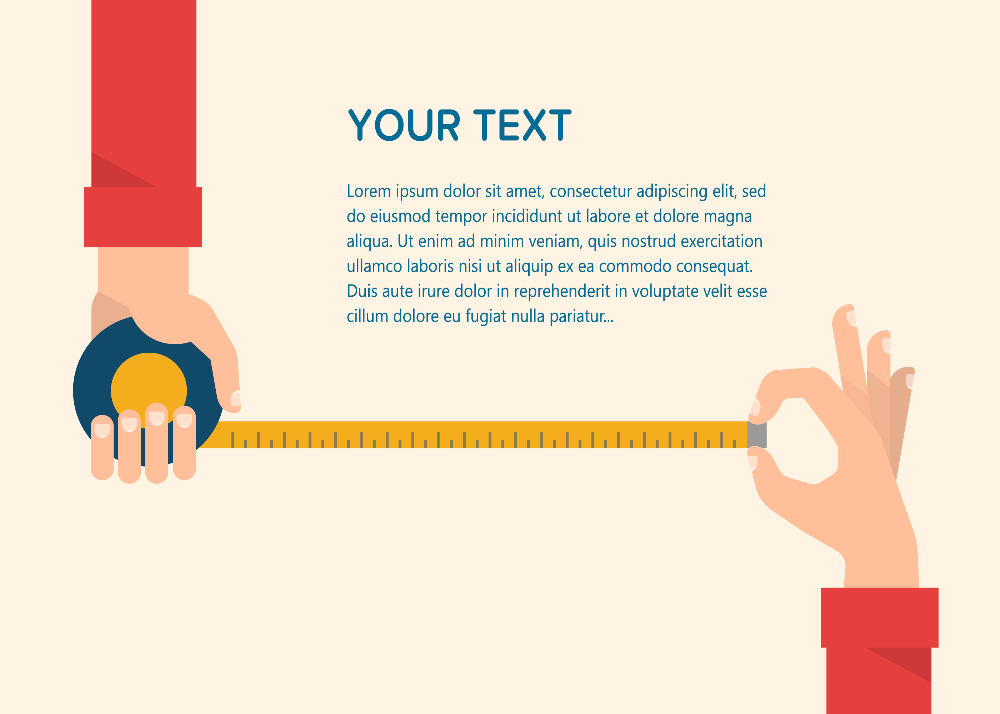 YOUR TEXT
Lorem ipsum dolor sit amet, consectetur adipiscing elit, sed
do eiusmod tempor incididunt ut labore et dolore magna
aliqua. Ut enim ad minim veniam, quis nostrud exercitation
ullamco laboris nisi ut aliquip ex ea commodo consequat.
Duis aute irure dolor in reprehenderit in voluptate velit esse
cillum dolore eu fugiat nulla pariatur...